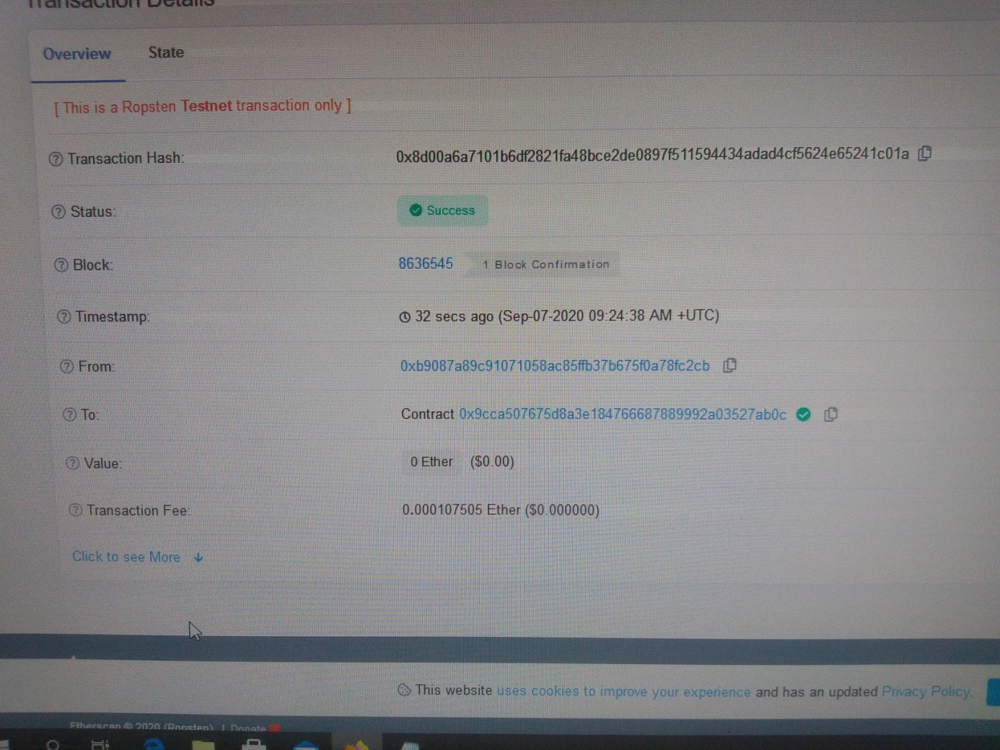 Transaction Details
Overview State
[ This is a Ropsten Testnet transaction only ]
Transaction Hash: 0x8d00a6a7101b6df2821fa48bce2de0897f511594434adad4cf5624e65241c01a
Status: Success
Block: 8636545 1 Block Confirmation
Timestamp: 32 secs ago (Sep-07-2020 09:24:38 AM +UTC)
From: 0xb9087a89c91071058ac85ffb37b675f0a78fc2cb
To: Contract 0x9cca507675d8a3e184766687889992a03527ab0c
Value: 0 Ether ($0.00)
Transaction Fee: 0.000107505 Ether ($0.000000)
Click to see More
This website uses cookies to improve your experience and has an updated Privacy Policy.
Etherscan © 2020 (Ropsten) | Donate